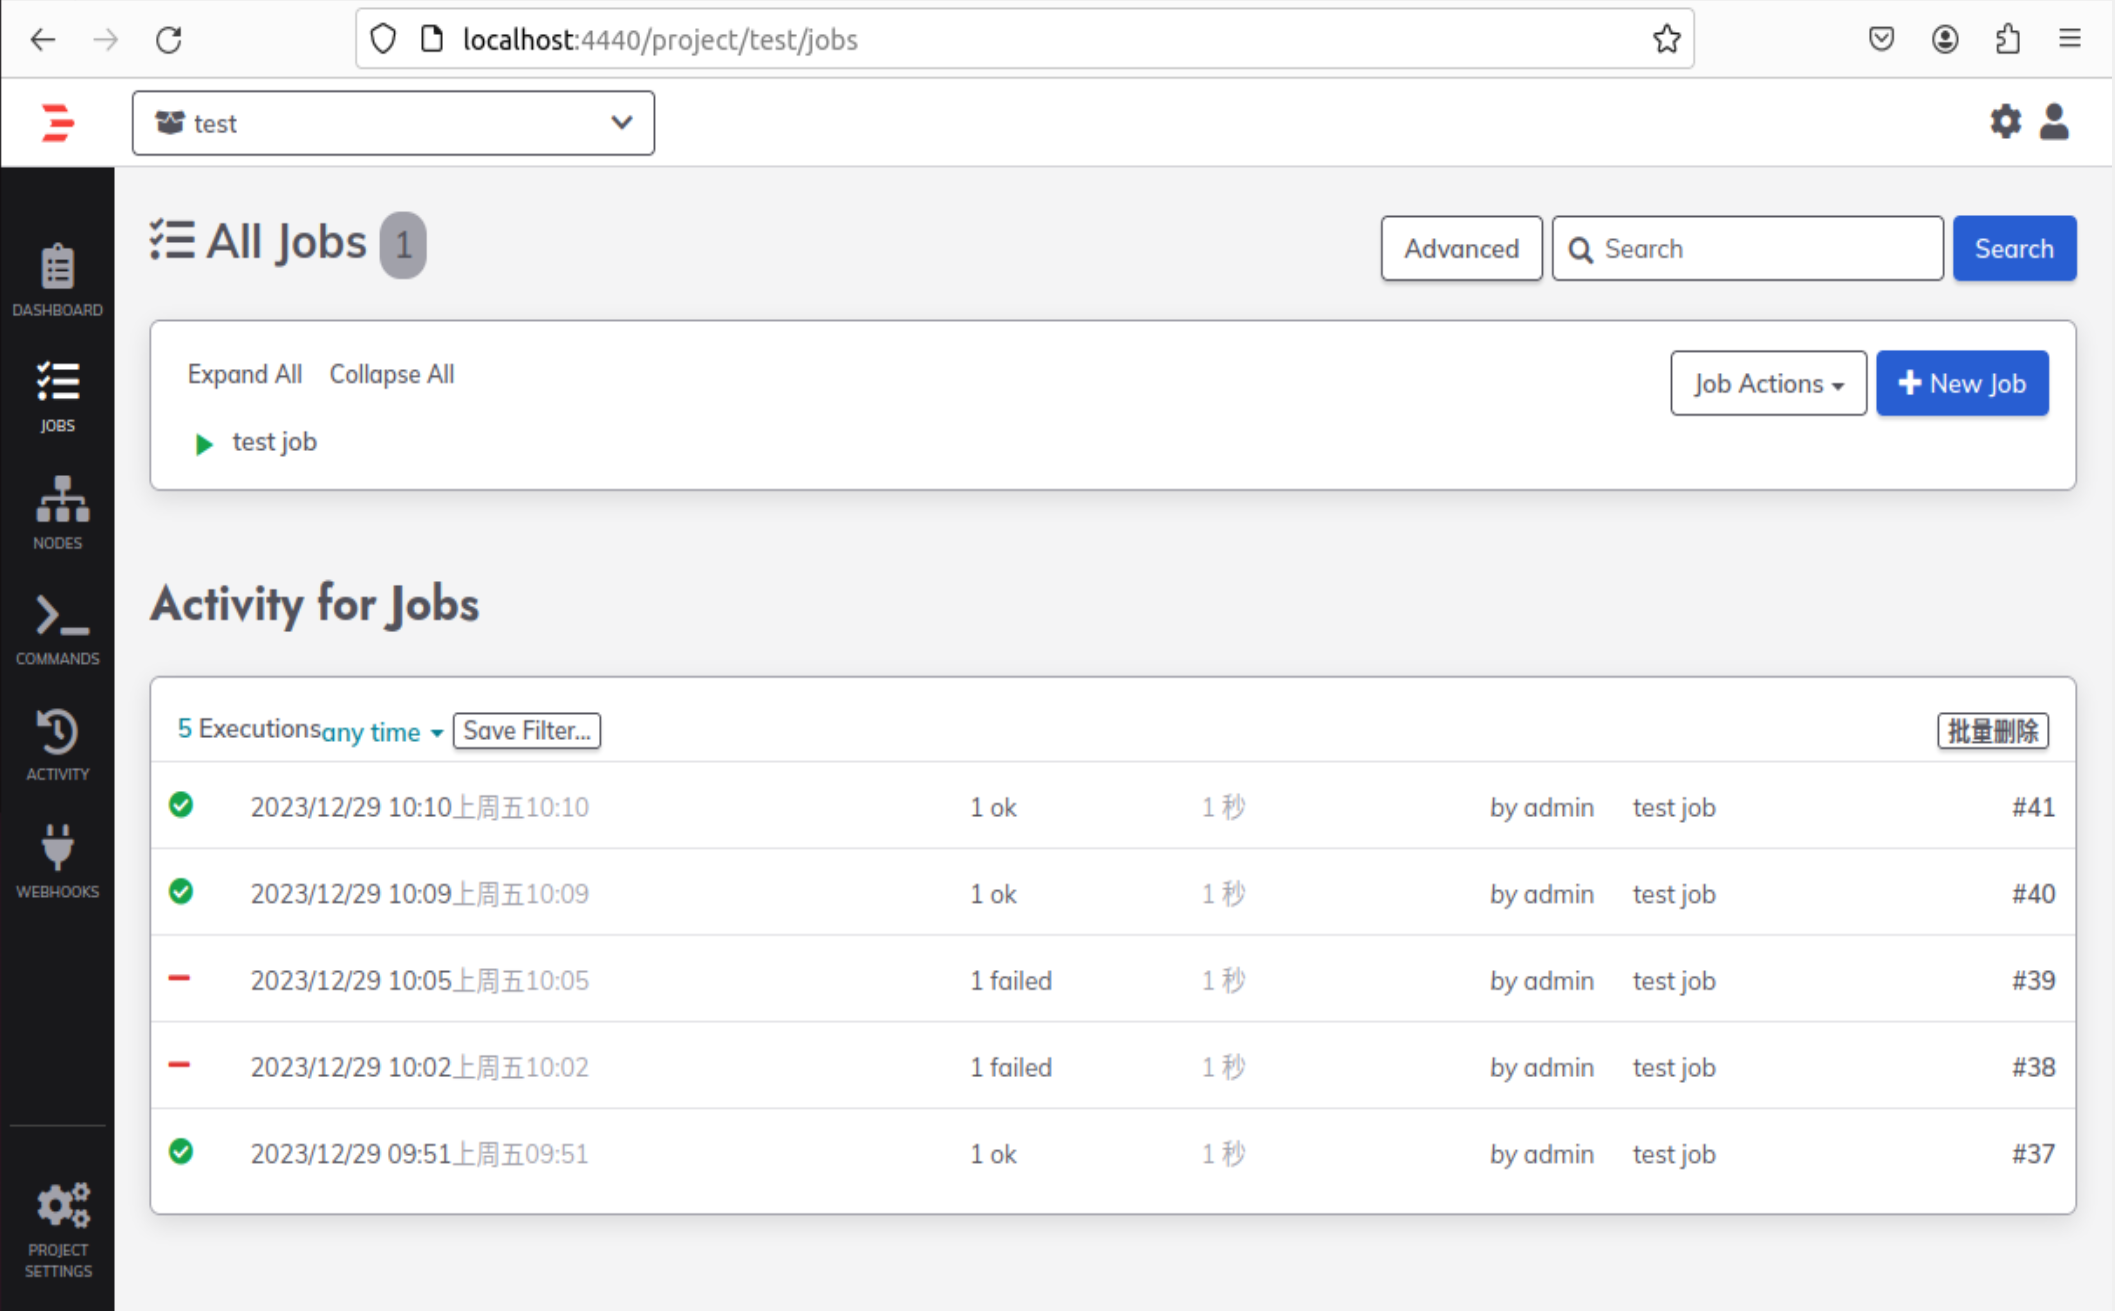 localhost:4440/project/test/jobs
test
All Jobs 1
Advanced Search Search
DASHBOARD
Expand All Collapse All Job Actions New Job
JOBS
test job
NODES
Activity for Jobs
COMMANDS
5 Executions any time Save Filter... 批量删除
ACTIVITY
2023/12/29 10:10上周五10:10 1 ok 1 秒 by admin test job #41
WEBHOOKS
2023/12/29 10:09上周五10:09 1 ok 1 秒 by admin test job #40
2023/12/29 10:05上周五10:05 1 failed 1 秒 by admin test job #39
2023/12/29 10:02上周五10:02 1 failed 1 秒 by admin test job #38
2023/12/29 09:51上周五09:51 1 ok 1 秒 by admin test job #37
PROJECT
SETTINGS